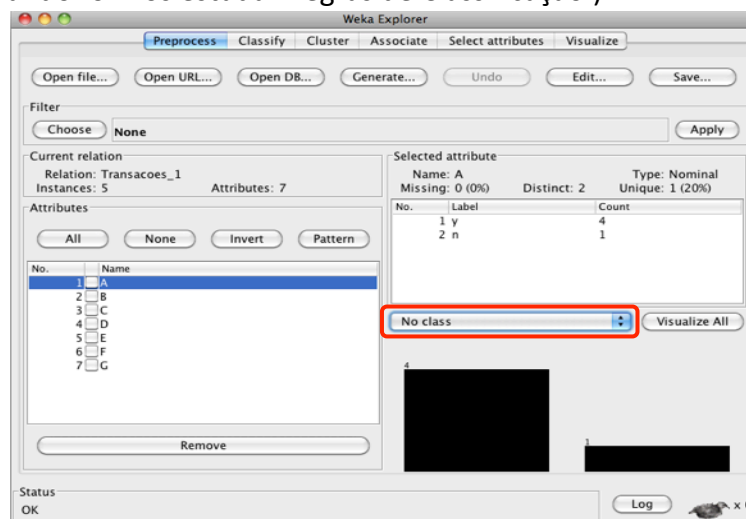 Weka Explorer
Preprocess Classify Cluster Associate Select attributes Visualize
Open file... Open URL... Open DB... Generate... Undo Edit... Save...
Filter
Choose None Apply
Current relation
Relation: Transacoes_1
Instances: 5 Attributes: 7
Selected attribute
Name: A Type: Nominal
Missing: 0 (0%) Distinct: 2 Unique: 1 (20%)
Attributes
All None Invert Pattern
No. Name
1 A
2 B
3 C
4 D
5 E
6 F
7 G
Remove
No. Label Count
1 y 4
2 n 1
No class Visualize All
4
1
Status
OK
Log x